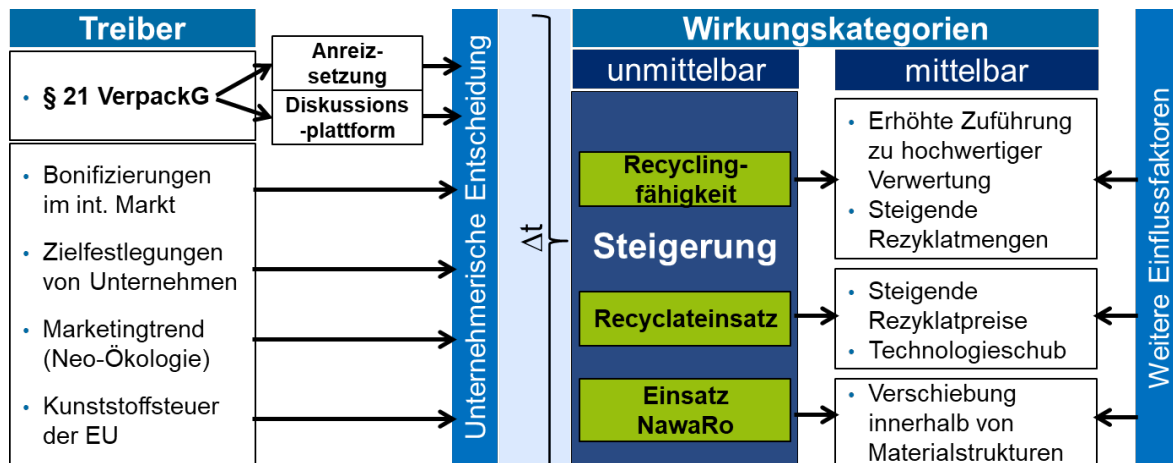 Treiber
• § 21 VerpackG
Anreiz-
setzung
Diskussions
-plattform
• Bonifizierungen
im int. Markt
• Zielfestlegungen
von Unternehmen
• Marketingtrend
(Neo-Ökologie)
• Kunststoffsteuer
der EU
Unternehmerische Entscheidung
Δt
Wirkungskategorien
unmittelbar
mittelbar
Recycling-
fähigkeit
Steigerung
Recyclateinsatz
Einsatz
NawaRo
• Erhöhte Zuführung
zu hochwertiger
Verwertung
• Steigende
Rezyklatmengen
• Steigende
Rezyklatpreise
• Technologieschub
• Verschiebung
innerhalb von
Materialstrukturen
Weitere Einflussfaktoren